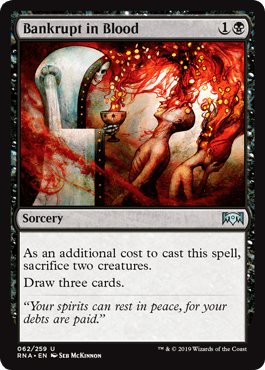 Bankrupt in Blood 1
Sorcery
As an additional cost to cast this spell,
sacrifice two creatures.
Draw three cards.
“Your spirits can rest in peace, for your
debts are paid.”
062/259 U
RNA • EN Seb McKinnon ™ & © 2019 Wizards of the Coast